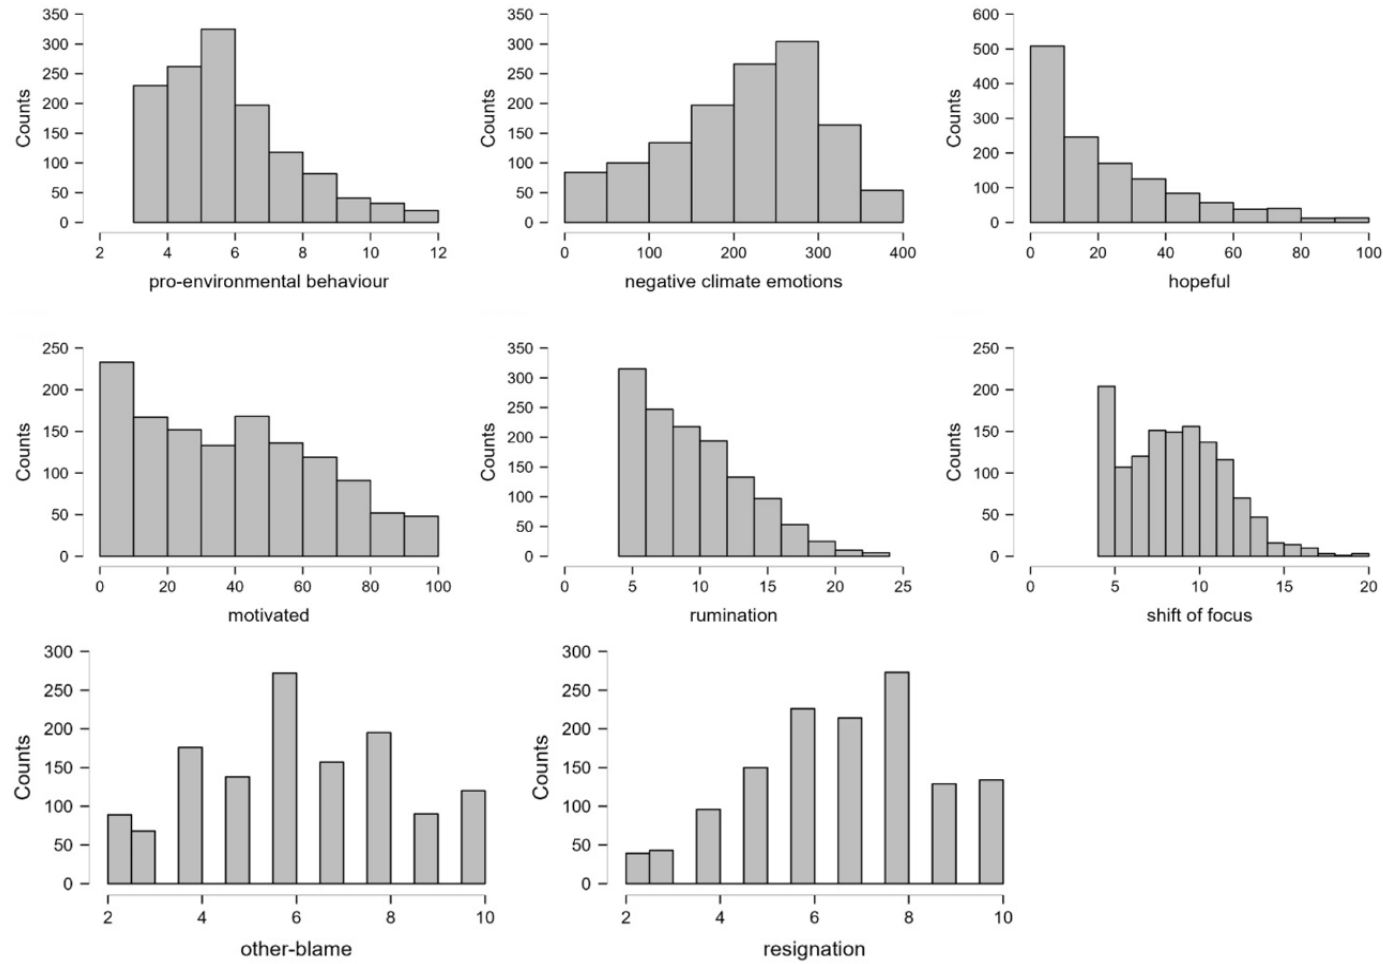 350 350 600
300 300 500
250 250 400
200 200 300
150 150 200
100 100 100
50 50 0
0 0
Counts Counts Counts
2 4 6 8 10 12 0 100 200 300 400 0 20 40 60 80 100
pro-environmental behaviour negative climate emotions hopeful
250 350 250
200 300 200
150 250 150
100 200 100
50 150 50
0 100 0
50
0
Counts Counts Counts
0 20 40 60 80 100 0 5 10 15 20 25 0 5 10 15 20
motivated rumination shift of focus
300 300
250 250
200 200
150 150
100 100
50 50
0 0
Counts Counts
2 4 6 8 10 2 4 6 8 10
other-blame resignation